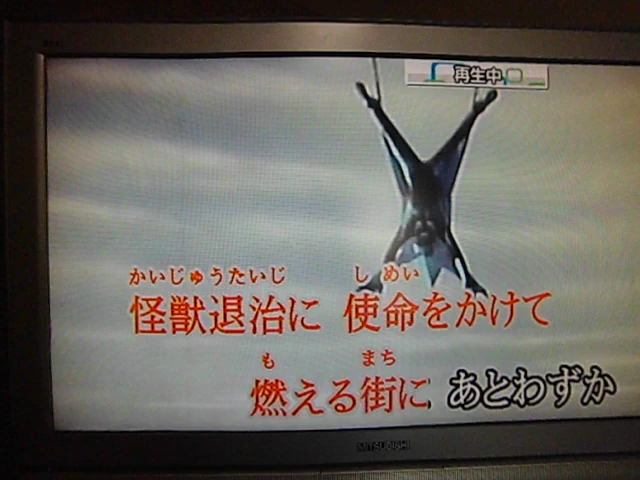 再生中
かいじゅうたいじ しめい
怪獣退治に 使命をかけて
も まち
燃える街に あとわずか
MITSUBISHI